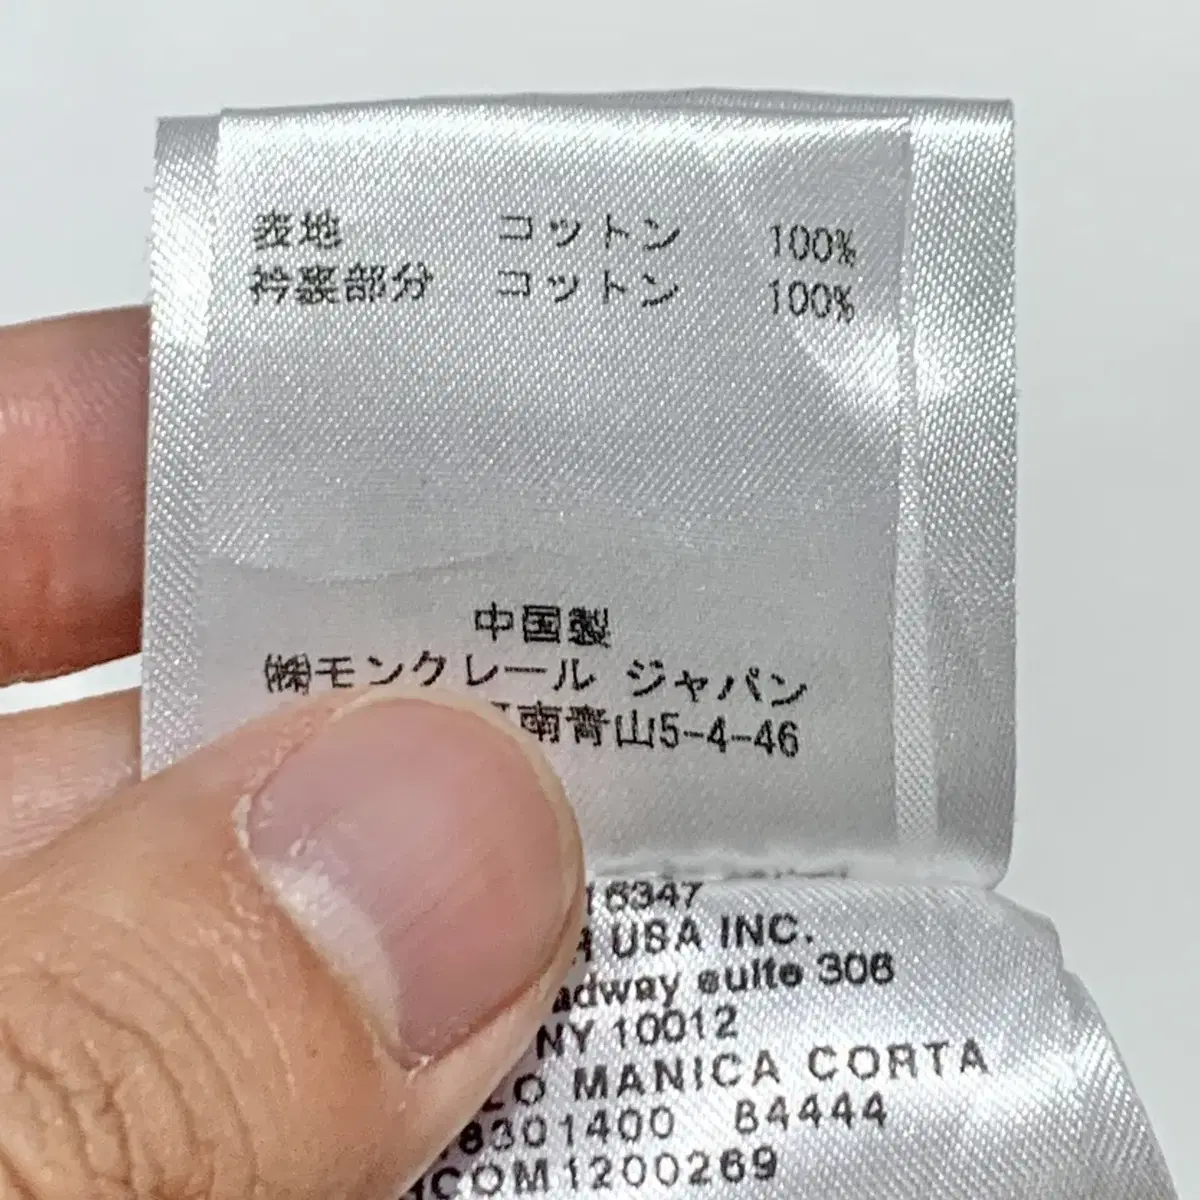 表地 コットン 100%
衿裏部分 コットン 100%
中国製
㈱モンクレール ジャパン
南青山5-4-46
16347
USA INC.
suite 306
NY 10012
MANICA CORTA
8301400 84444
COM1200269